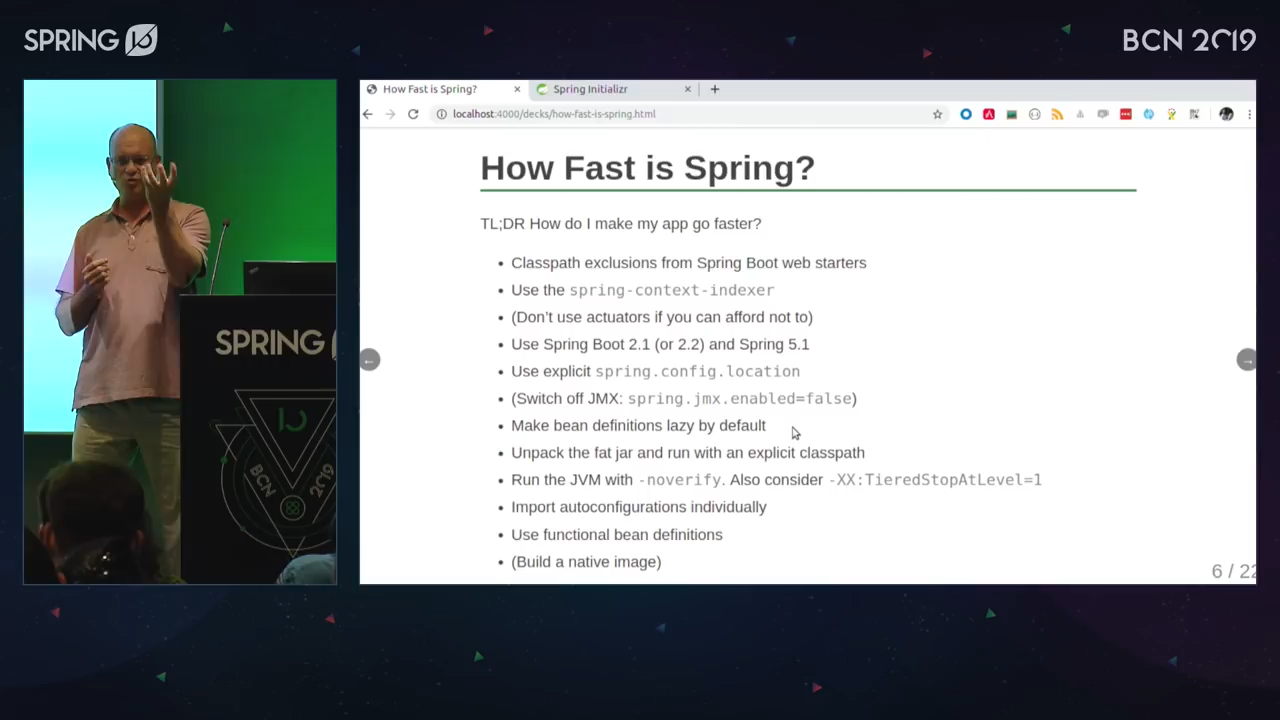 SPRING IO
BCN 2019
How Fast is Spring?
Spring Initializr
localhost:4000/decks/how-fast-is-spring.html
How Fast is Spring?
TL;DR How do I make my app go faster?
• Classpath exclusions from Spring Boot web starters
• Use the spring-context-indexer
• (Don't use actuators if you can afford not to)
• Use Spring Boot 2.1 (or 2.2) and Spring 5.1
• Use explicit spring.config.location
• (Switch off JMX: spring.jmx.enabled=false)
• Make bean definitions lazy by default
• Unpack the fat jar and run with an explicit classpath
• Run the JVM with -noverify. Also consider -XX:TieredStopAtLevel=1
• Import autoconfigurations individually
• Use functional bean definitions
• (Build a native image)
6 / 22
SPRING
IO
BCN
2019